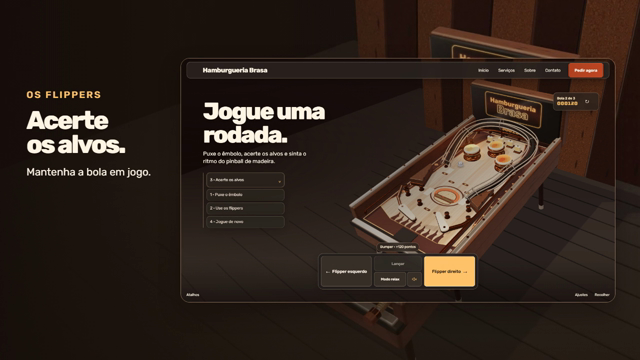 OS FLIPPERS
Acerte
os alvos.
Mantenha a bola em jogo.
Hamburgueria Brasa
Início
Serviços
Sobre
Contato
Pedir agora
Hamburgueria
Brasa
Jogue uma
rodada.
Puxe o êmbolo, acerte os alvos e sinta o
ritmo do pinball de madeira.
3 • Acerte os alvos
1 • Puxe o êmbolo
2 • Use os flippers
4 • Jogue de novo
← Flipper esquerdo
Lançar
Flipper direito →
Atalhos
Ajustes
Recolher